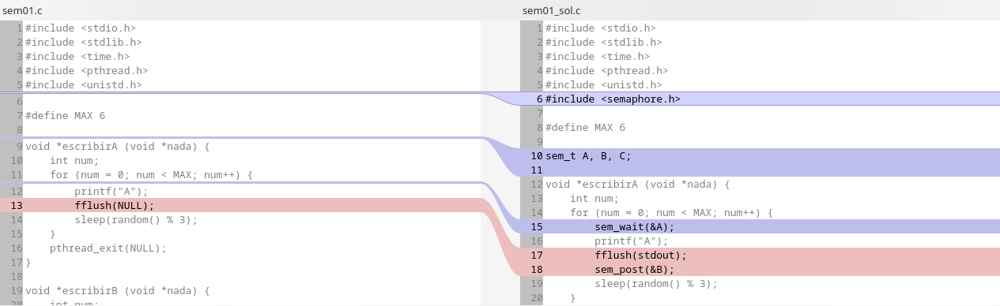 sem01.c
1 #include <stdio.h>
2 #include <stdlib.h>
3 #include <time.h>
4 #include <pthread.h>
5 #include <unistd.h>
6
7 #define MAX 6
8
9 void *escribirA (void *nada) {
10     int num;
11     for (num = 0; num < MAX; num++) {
12         printf("A");
13         fflush(NULL);
14         sleep(random() % 3);
15     }
16     pthread_exit(NULL);
17 }
18
19 void *escribirB (void *nada) {
20     int num;
sem01_sol.c
1 #include <stdio.h>
2 #include <stdlib.h>
3 #include <time.h>
4 #include <pthread.h>
5 #include <unistd.h>
6 #include <semaphore.h>
7
8 #define MAX 6
9
10 sem_t A, B, C;
11
12 void *escribirA (void *nada) {
13     int num;
14     for (num = 0; num < MAX; num++) {
15         sem_wait(&A);
16         printf("A");
17         fflush(stdout);
18         sem_post(&B);
19         sleep(random() % 3);
20     }